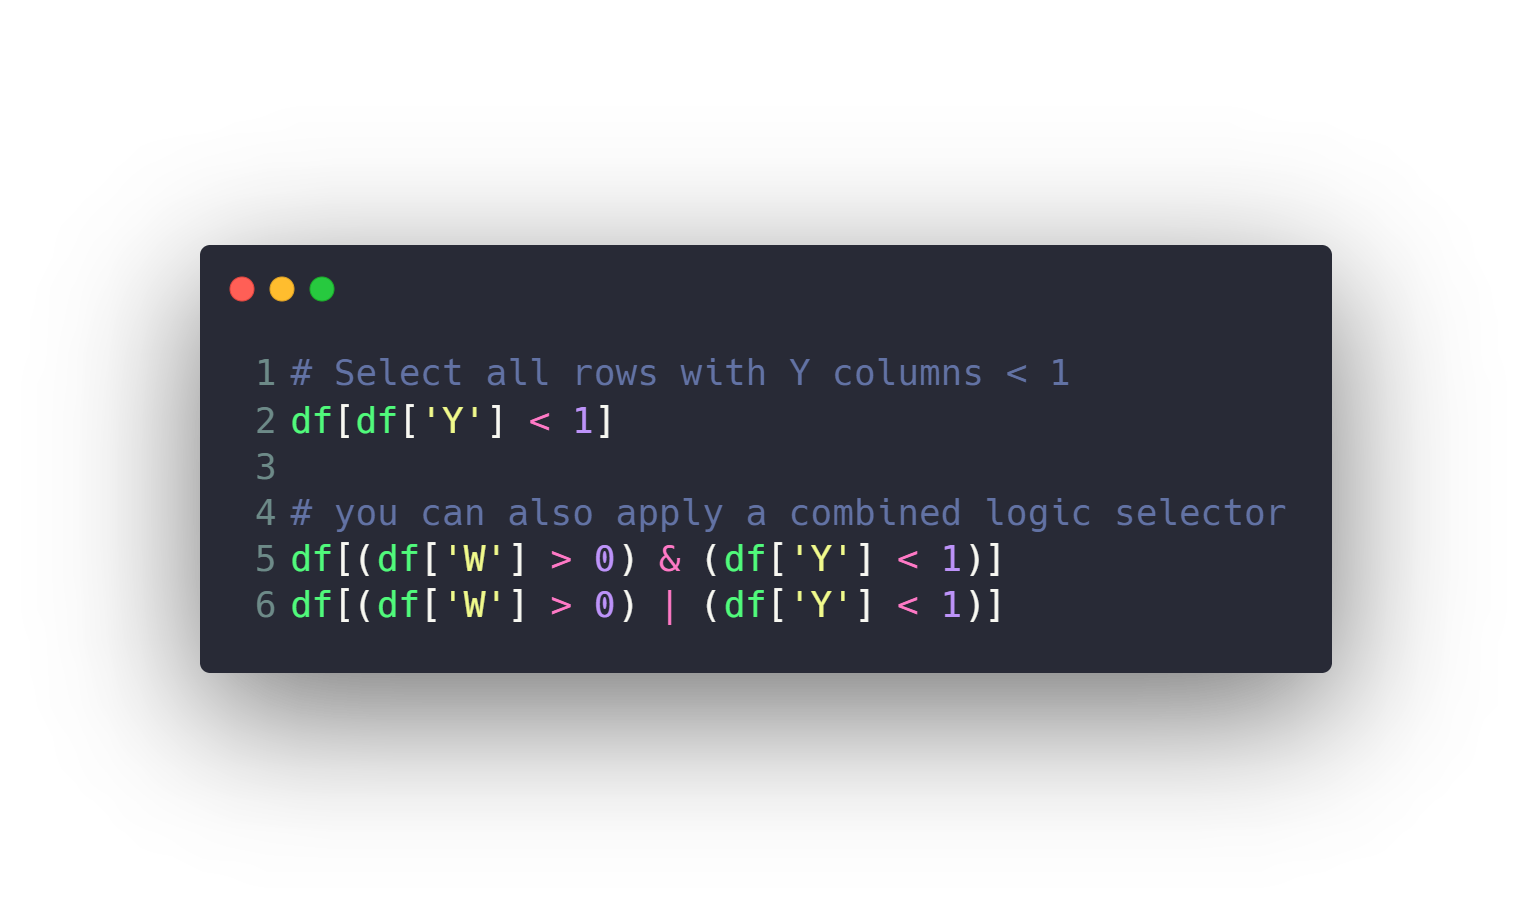 1 # Select all rows with Y columns < 1
2 df[df['Y'] < 1]
3
4 # you can also apply a combined logic selector
5 df[(df['W'] > 0) & (df['Y'] < 1)]
6 df[(df['W'] > 0) | (df['Y'] < 1)]